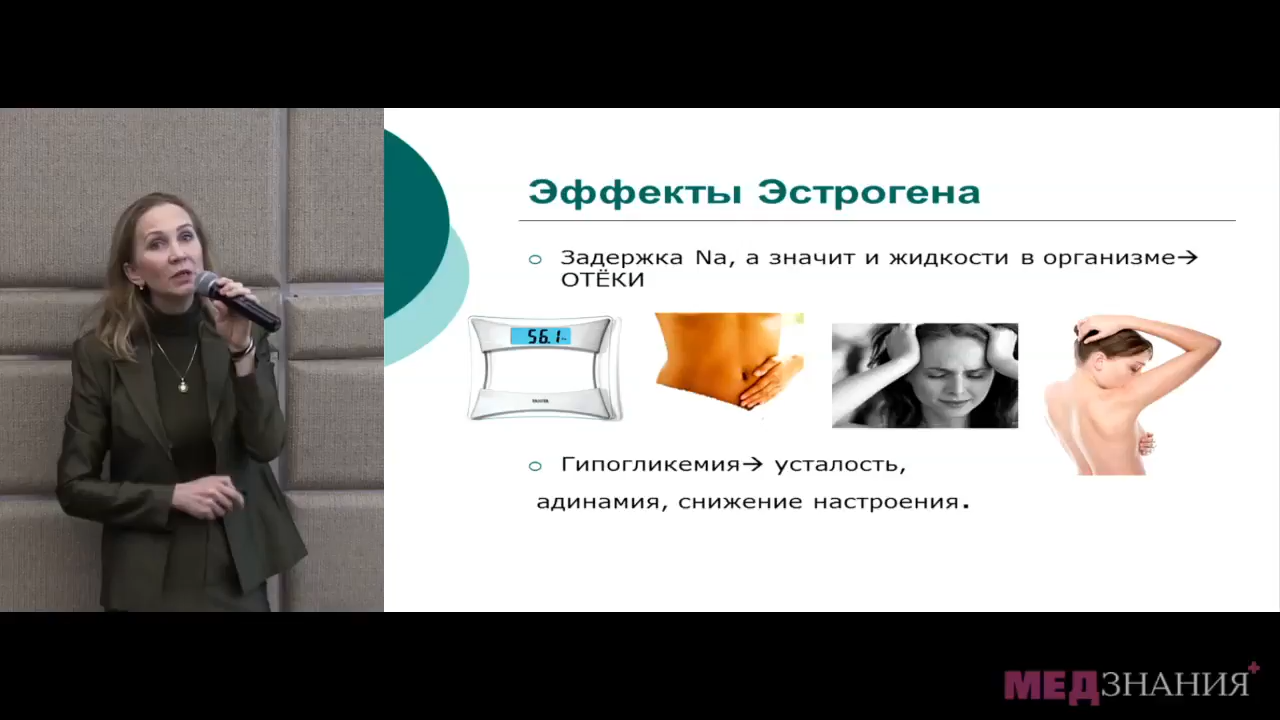 Эффекты Эстрогена
Задержка Na, а значит и жидкости в организме→
ОТЁКИ
56.1
Гипогликемия→ усталость,
адинамия, снижение настроения.
МЕДЗНАНИЯ+